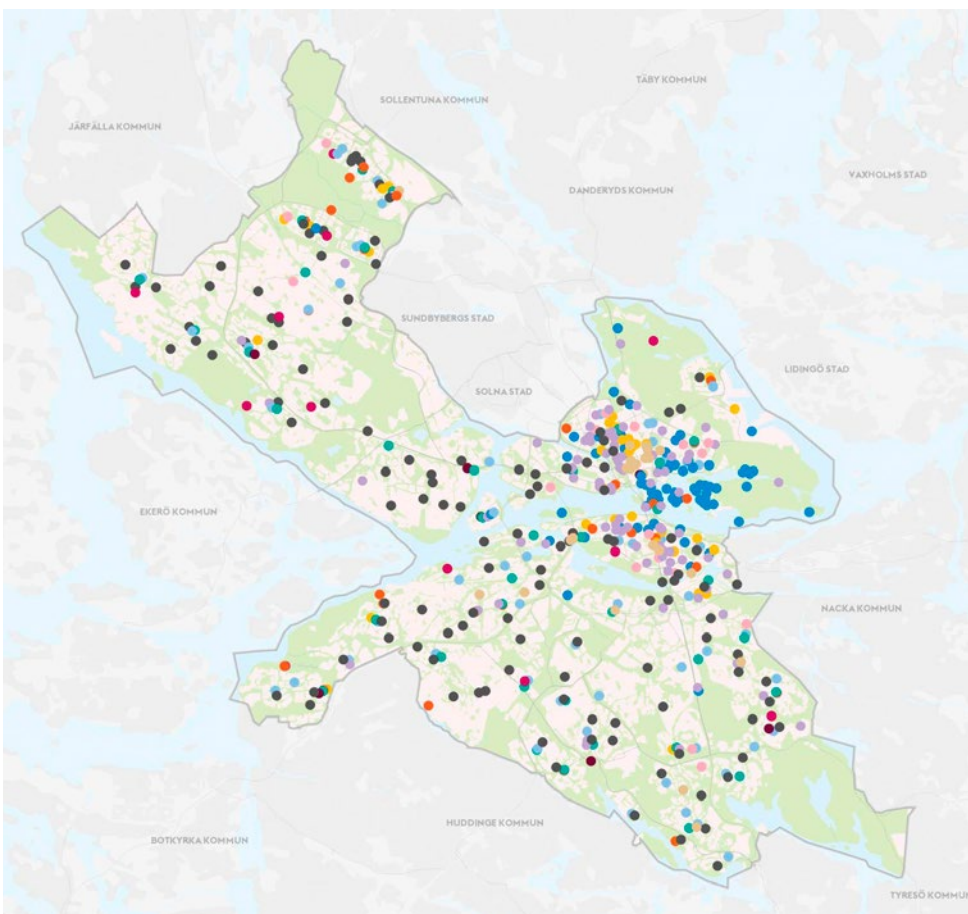 TÄBY KOMMUN
SOLLENTUNA KOMMUN
JÄRFÄLLA KOMMUN
VAXHOLMS STAD
DANDERYDS KOMMUN
SUNDBYBERGS STAD
LIDINGÖ STAD
SOLNA STAD
EKERÖ KOMMUN
NACKA KOMMUN
HUDDINGE KOMMUN
BOTKYRKA KOMMUN
TYRESÖ KOMMUN